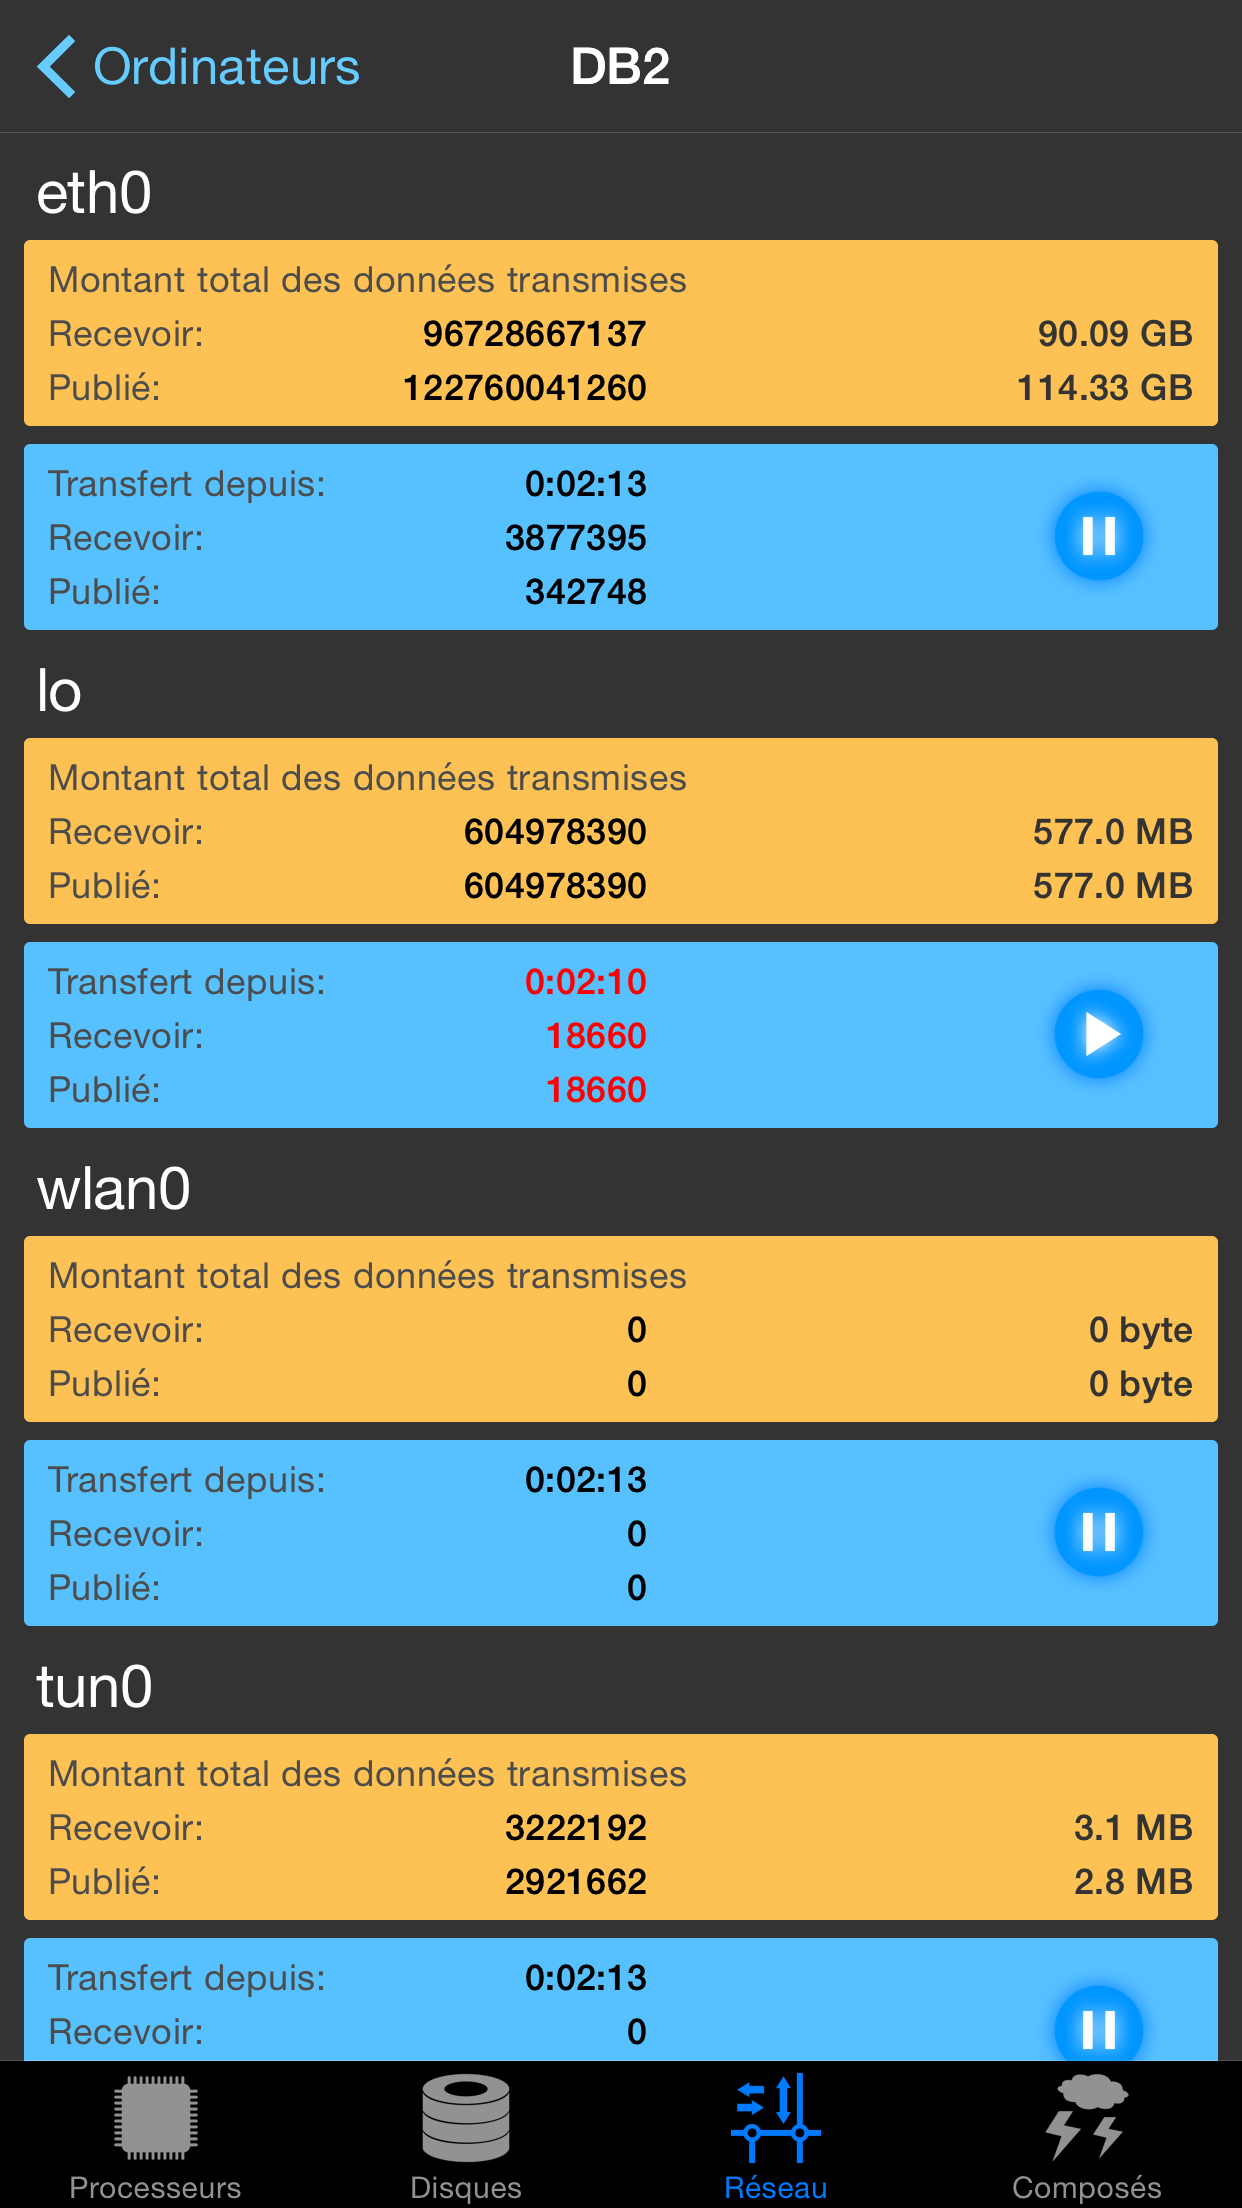 Ordinateurs DB2
eth0
Montant total des données transmises
Recevoir: 96728667137 90.09 GB
Publié: 122760041260 114.33 GB
Transfert depuis: 0:02:13
Recevoir: 3877395
Publié: 342748
lo
Montant total des données transmises
Recevoir: 604978390 577.0 MB
Publié: 604978390 577.0 MB
Transfert depuis: 0:02:10
Recevoir: 18660
Publié: 18660
wlan0
Montant total des données transmises
Recevoir: 0 0 byte
Publié: 0 0 byte
Transfert depuis: 0:02:13
Recevoir: 0
Publié: 0
tun0
Montant total des données transmises
Recevoir: 3222192 3.1 MB
Publié: 2921662 2.8 MB
Transfert depuis: 0:02:13
Recevoir: 0
Processeurs Disques Réseau Composés